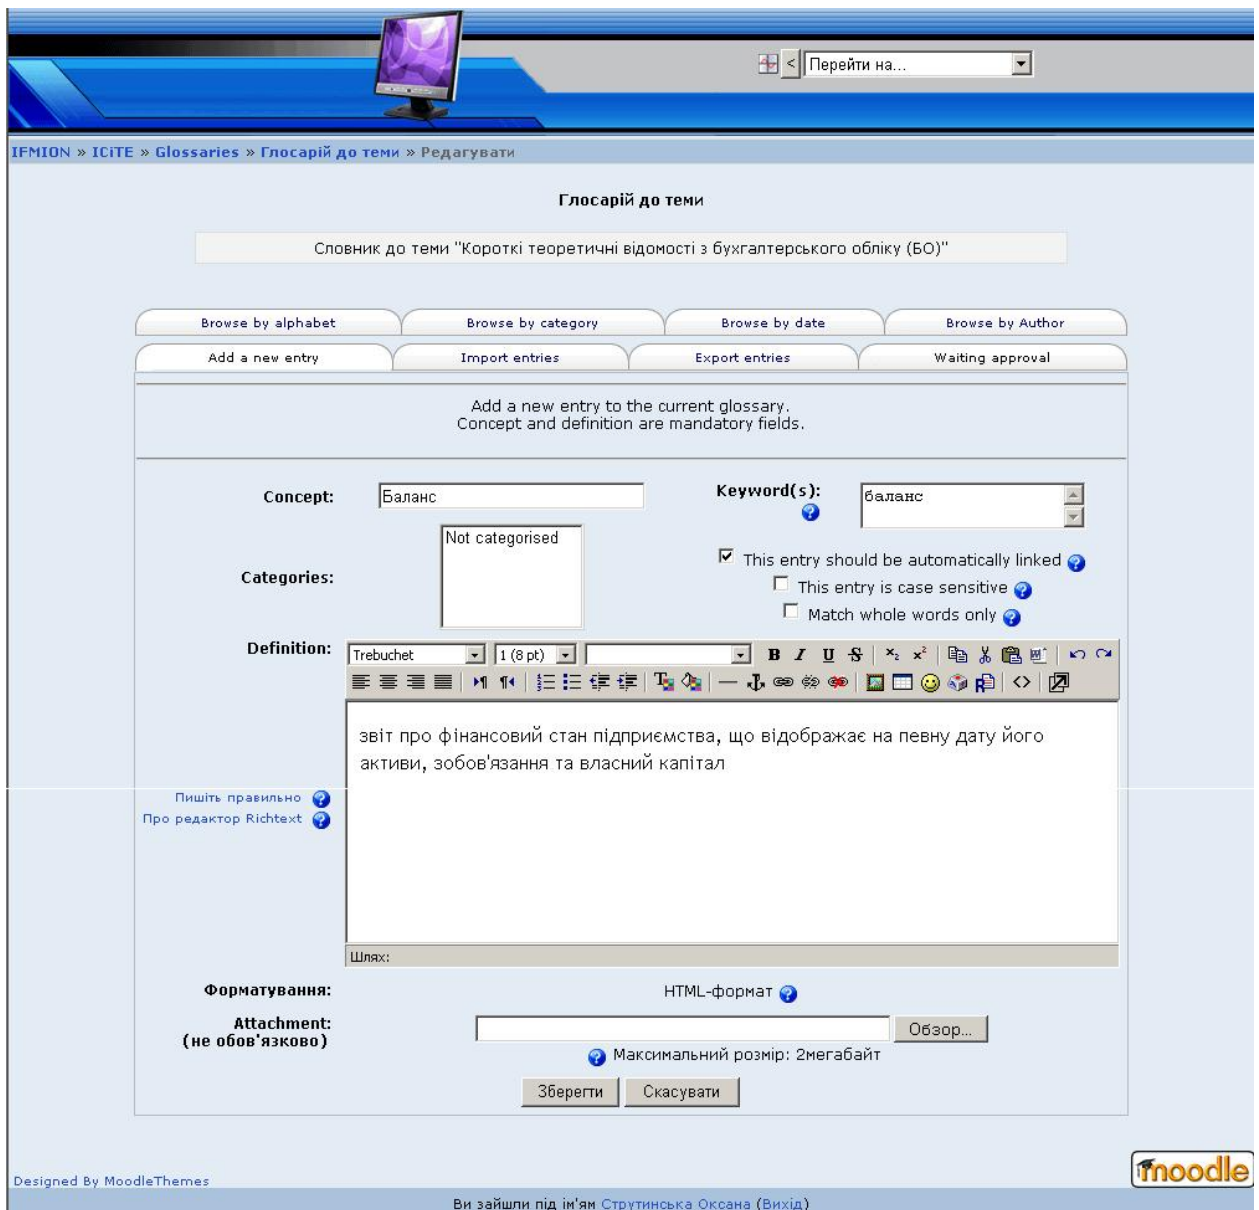 < Перейти на...
IFMION » ICiTE » Glossaries » Глосарій до теми » Редагувати
Глосарій до теми
Словник до теми "Короткі теоретичні відомості з бухгалтерського обліку (БО)"
Browse by alphabet Browse by category Browse by date Browse by Author
Add a new entry Import entries Export entries Waiting approval
Add a new entry to the current glossary.
Concept and definition are mandatory fields.
Concept: Баланс Keyword(s): баланс
Categories: Not categorised
This entry should be automatically linked
This entry is case sensitive
Match whole words only
Definition: Trebuchet 1 (8 pt) B I U S x₂ x²
звіт про фінансовий стан підприємства, що відображає на певну дату його
активи, зобов'язання та власний капітал
Пишіть правильно
Про редактор Richtext
Шлях:
Форматування: HTML-формат
Attachment:
(не обов'язково) Обзор...
Максимальний розмір: 2мегабайт
Зберегти Скасувати
moodle
Designed By MoodleThemes
Ви зайшли під ім'ям Струтинська Оксана (Вихід)